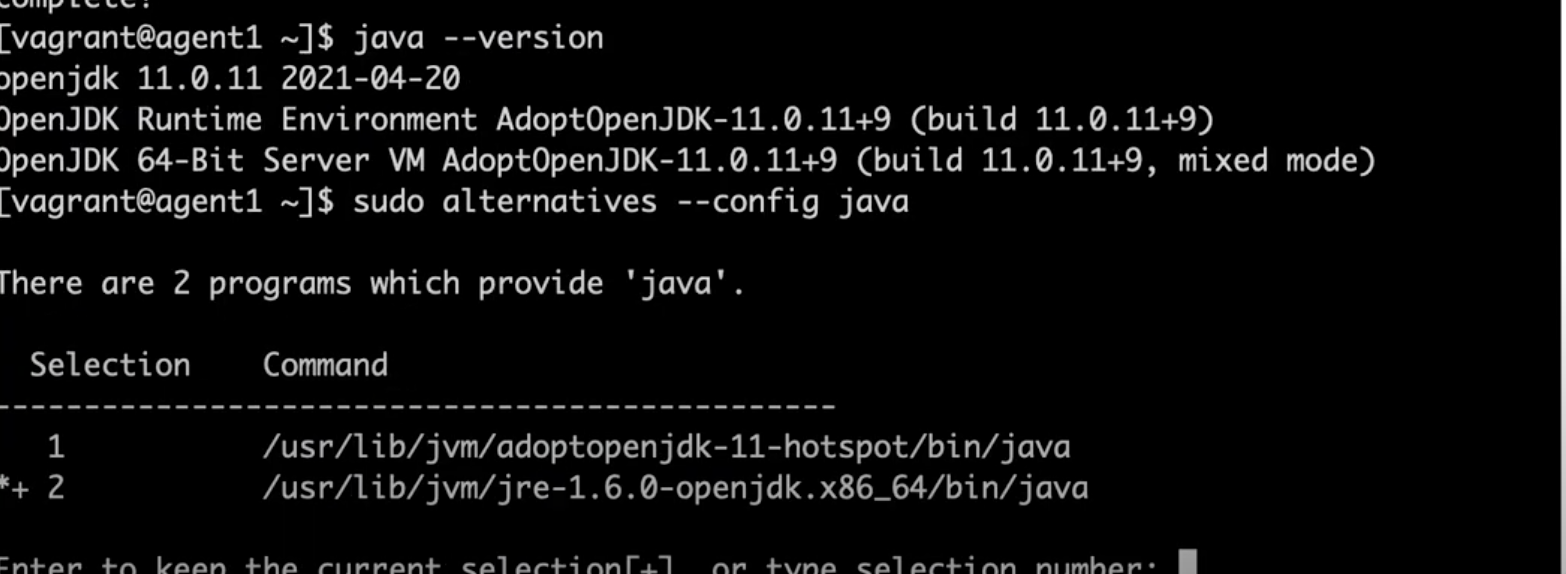 complete!
[vagrant@agent1 ~]$ java --version
openjdk 11.0.11 2021-04-20
OpenJDK Runtime Environment AdoptOpenJDK-11.0.11+9 (build 11.0.11+9)
OpenJDK 64-Bit Server VM AdoptOpenJDK-11.0.11+9 (build 11.0.11+9, mixed mode)
[vagrant@agent1 ~]$ sudo alternatives --config java
There are 2 programs which provide 'java'.
Selection Command
-----------------------------------------------
1 /usr/lib/jvm/adoptopenjdk-11-hotspot/bin/java
*+ 2 /usr/lib/jvm/jre-1.6.0-openjdk.x86_64/bin/java
Enter to keep the current selection[+], or type selection number: